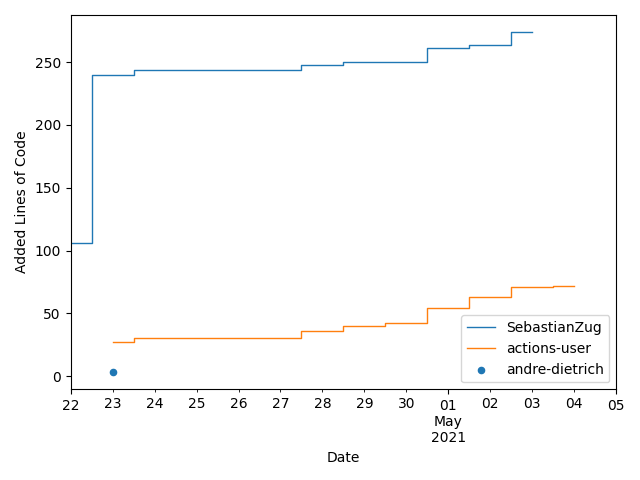 Added Lines of Code
250
200
150
100
50
0
SebastianZug
actions-user
andre-dietrich
22 23 24 25 26 27 28 29 30 01 02 03 04 05
May
2021
Date